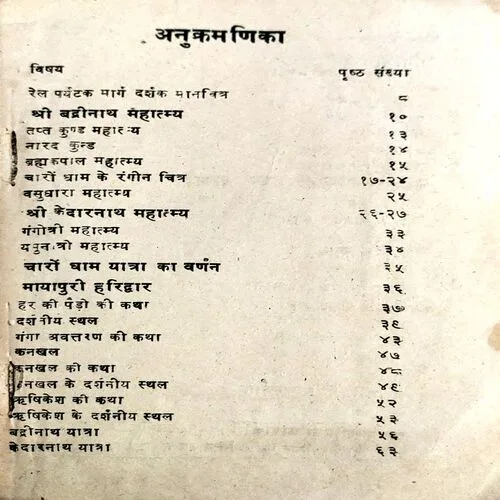 अनुक्रमणिका
विषय पृष्ठ संख्या
रेल पर्यटक मार्ग दर्शक मानचित्र ८
श्री बद्रीनाथ महात्म्य १०
तप्त कुण्ड महात्म्य १३
नारद कुन्ड १४
ब्रह्मकपाल महात्म्य १५
चारों धाम के रंगीन चित्र १७-२४
वसुधारा महात्म्य २५
श्री केदारनाथ महात्म्य २६-२७
गंगोत्री महात्म्य ३३
यमुनोत्री महात्म्य ३४
चारों धाम यात्रा का वर्णन ३५
मायापुरी हरिद्वार ३६
हर की पैड़ी की कथा ३७
दर्शनीय स्थल ३९
गंगा अवत्तरण की कथा ४३
कनखल ४७
कनखल की कथा ४८
कनखल के दर्शनीय स्थल ४९
ऋषिकेश की कथा ५२
ऋषिकेश के दर्शनीय स्थल ५३
बद्रीनाथ यात्रा ५६
केदारनाथ यात्रा ६३